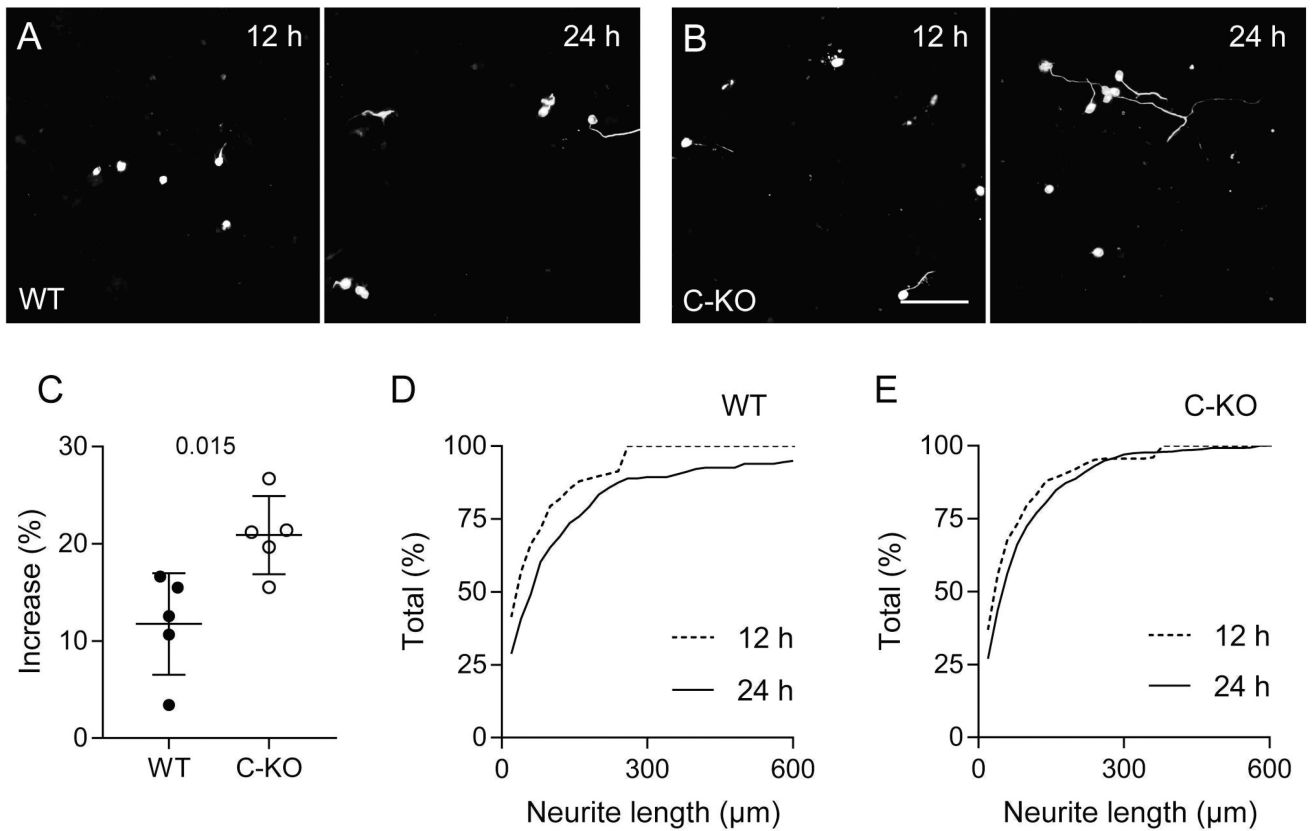 A 12 h 24 h B 12 h 24 h
WT C-KO
C D WT E C-KO
30 0.015 100 100
20 75 75
50 50
10 25 25
0 0 0
Increase (%) Total (%) Total (%)
12 h 12 h
24 h 24 h
WT C-KO 0 300 600 0 300 600
Neurite length (µm) Neurite length (µm)